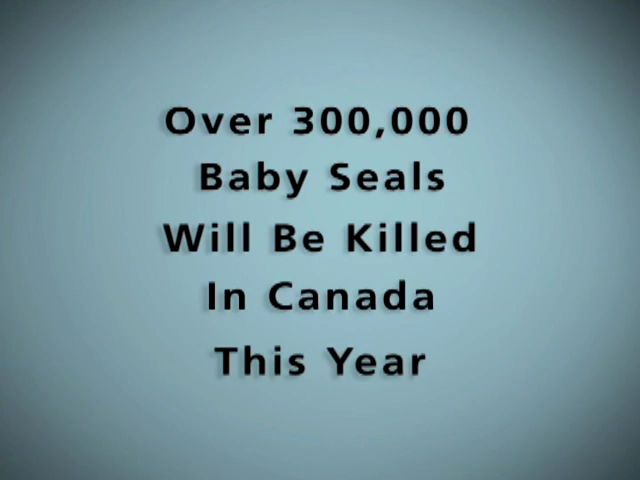 Over 300,000
Baby Seals
Will Be Killed
In Canada
This Year